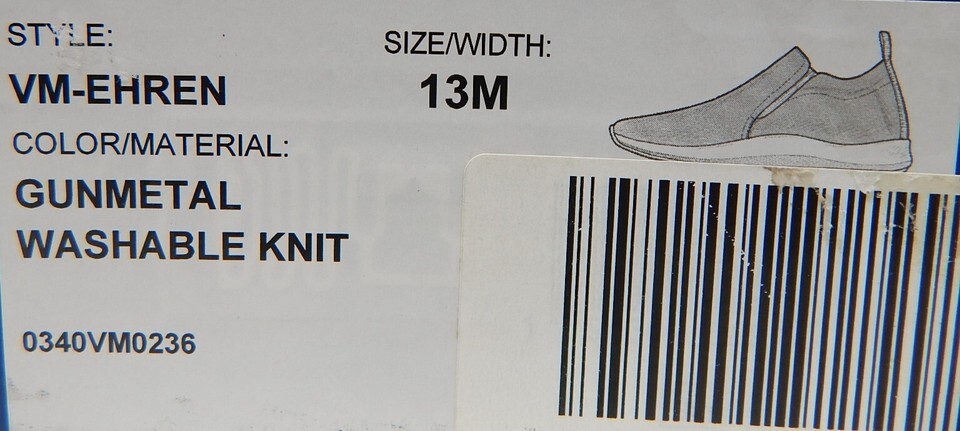 STYLE:
SIZE/WIDTH:
VM-EHREN
13M
COLOR/MATERIAL:
GUNMETAL
WASHABLE KNIT
0340VM0236